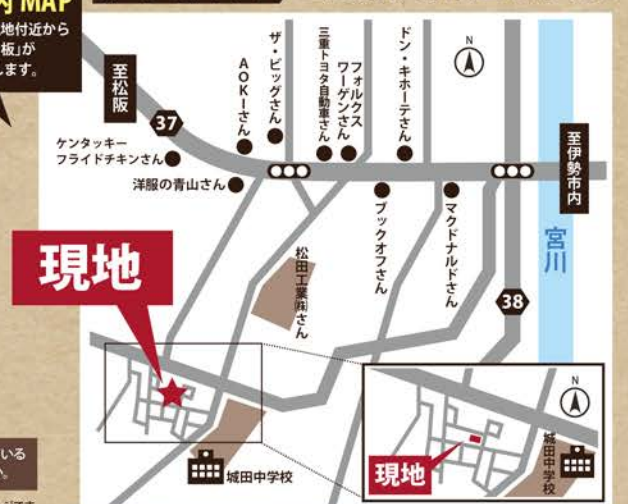 内 MAP
地付近から
板」が
します。
至松阪
37
ケンタッキー
フライドチキンさん
AOKIさん
洋服の青山さん
ザ・ビッグさん
三重トヨタ自動車さん
フォルクス
ワーゲンさん
ドン・キホーテさん
N
ブックオフさん
マクドナルドさん
至伊勢市内
宮川
38
現地
松田工業㈱さん
城田中学校
N
現地
城田中学校
いる